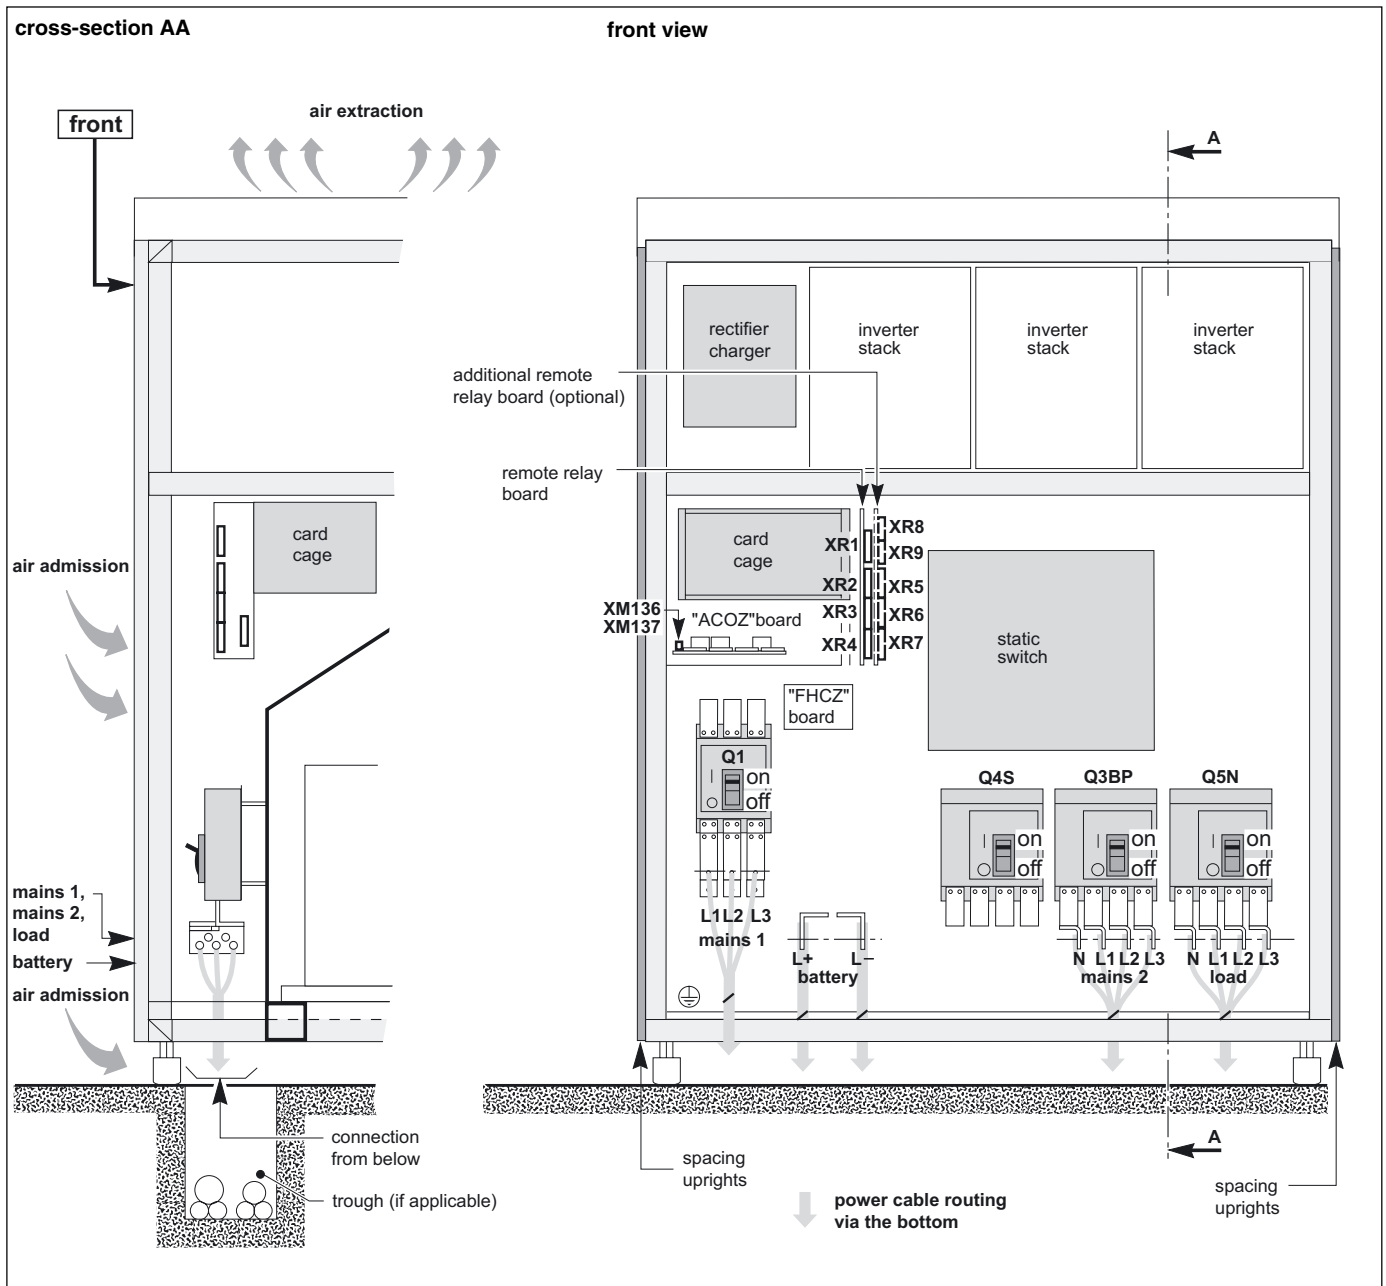 cross-section AA
front view
front
air extraction
A
rectifier
charger
inverter
stack
inverter
stack
inverter
stack
additional remote
relay board (optional)
remote relay
board
card
cage
card
cage
air admission
XR1
XR2
XR3
XR4
XR8
XR9
XR5
XR6
XR7
XM136
XM137
"ACOZ"board
static
switch
"FHCZ"
board
Q1
on
off
Q4S
on
off
Q3BP
on
off
Q5N
on
off
mains 1,
mains 2,
load
battery
air admission
L1 L2 L3
mains 1
L+ L–
battery
N L1 L2 L3
mains 2
N L1 L2 L3
load
connection
from below
trough (if applicable)
spacing
uprights
A
spacing
uprights
power cable routing
via the bottom